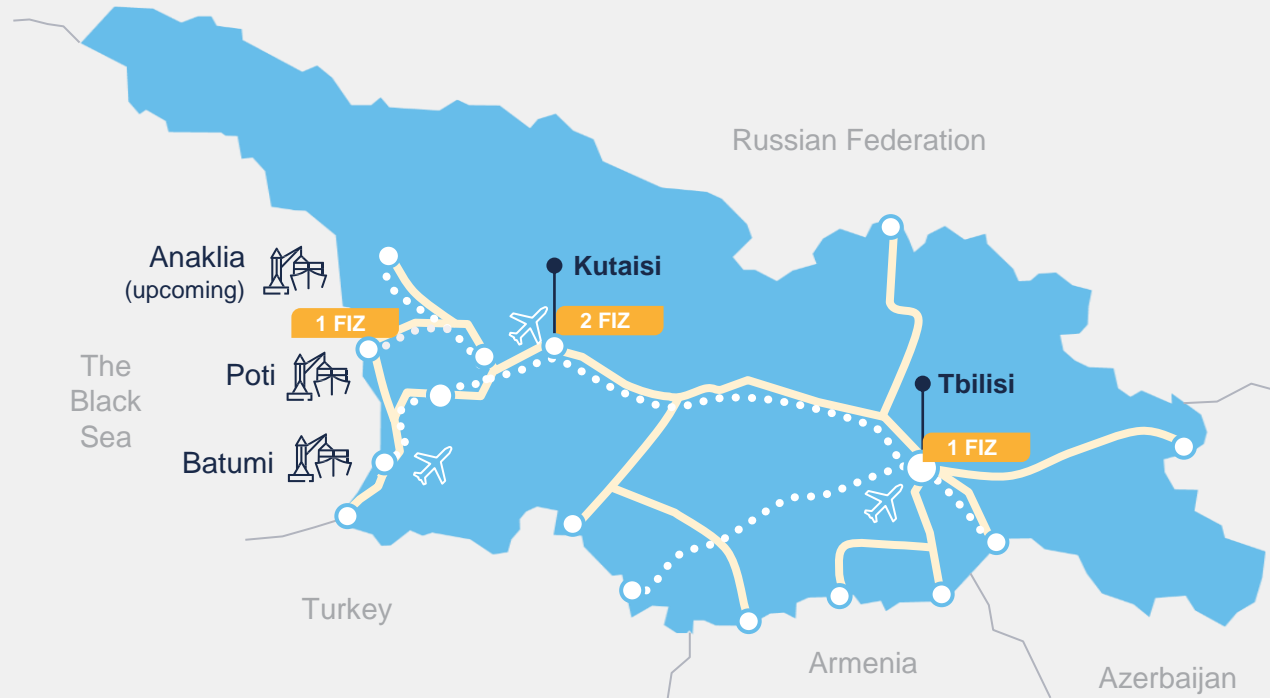 Russian Federation
Anaklia
(upcoming)
Kutaisi
1 FIZ
2 FIZ
The
Black
Sea
Poti
Tbilisi
Batumi
1 FIZ
Turkey
Armenia
Azerbaijan